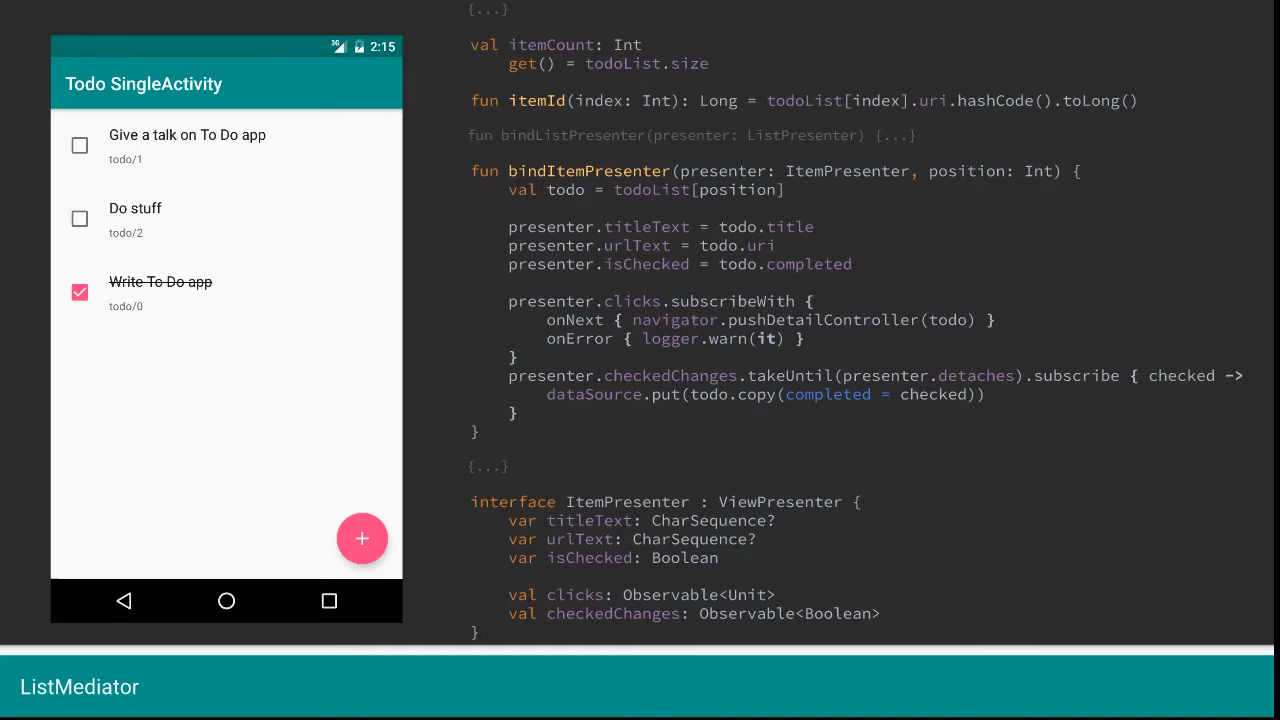 3G 2:15
Todo SingleActivity
Give a talk on To Do app
todo/1
Do stuff
todo/2
Write To Do app
todo/0
+
{...}
val itemCount: Int
get() = todoList.size
fun itemId(index: Int): Long = todoList[index].uri.hashCode().toLong()
fun bindListPresenter(presenter: ListPresenter) {...}
fun bindItemPresenter(presenter: ItemPresenter, position: Int) {
val todo = todoList[position]
presenter.titleText = todo.title
presenter.urlText = todo.uri
presenter.isChecked = todo.completed
presenter.clicks.subscribeWith {
onNext { navigator.pushDetailController(todo) }
onError { logger.warn(it) }
}
presenter.checkedChanges.takeUntil(presenter.detaches).subscribe { checked ->
dataSource.put(todo.copy(completed = checked))
}
}
{...}
interface ItemPresenter : ViewPresenter {
var titleText: CharSequence?
var urlText: CharSequence?
var isChecked: Boolean
val clicks: Observable<Unit>
val checkedChanges: Observable<Boolean>
}
ListMediator